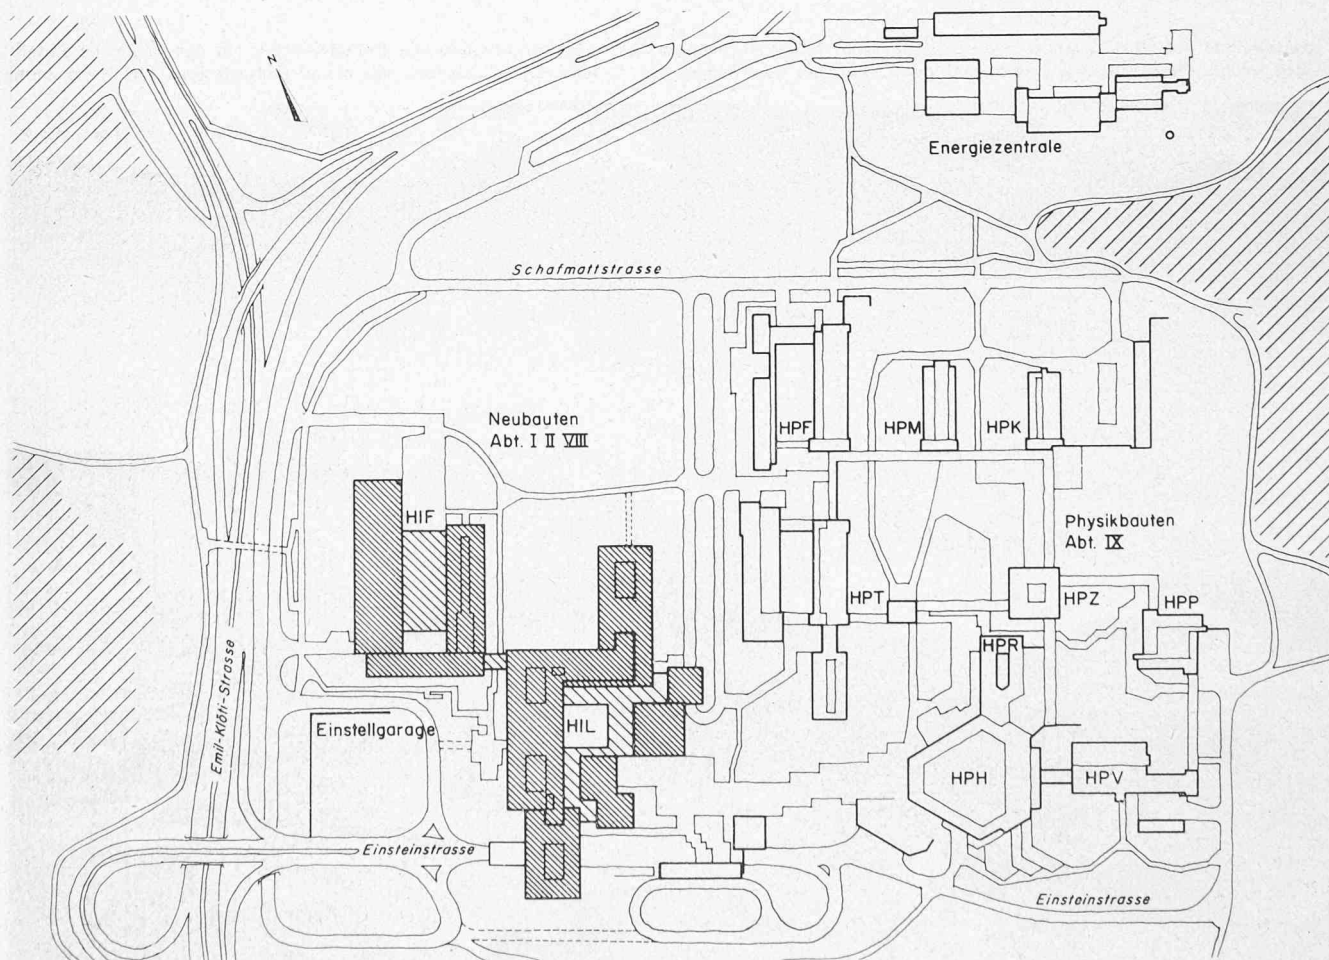 N
Energiezentrale
Schafmattstrasse
Neubauten
Abt. I II VIII
HPF
HPM
HPK
HIF
Physikbauten
Abt. IX
HPT
HPZ
HPP
HPR
Emil-Klöti-Strasse
Einstellgarage
HIL
HPH
HPV
Einsteinstrasse
Einsteinstrasse